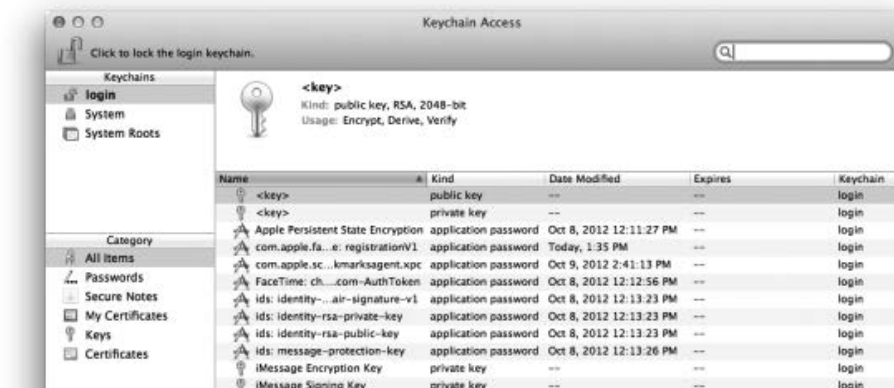 Keychain Access
Click to lock the login keychain.
Keychains
login
System
System Roots
<key>
Kind: public key, RSA, 2048-bit
Usage: Encrypt, Derive, Verify
Name Kind Date Modified Expires Keychain
<key> public key -- -- login
<key> private key -- -- login
Apple Persistent State Encryption application password Oct 8, 2012 12:11:27 PM -- login
com.apple.fa...e: registrationV1 application password Today, 1:35 PM -- login
com.apple.sc...kmarksagent.xpc application password Oct 9, 2012 2:41:13 PM -- login
FaceTime: ch....com-AuthToken application password Oct 8, 2012 12:12:56 PM -- login
ids: identity-...air-signature-v1 application password Oct 8, 2012 12:13:23 PM -- login
ids: identity-rsa-private-key application password Oct 8, 2012 12:13:23 PM -- login
ids: identity-rsa-public-key application password Oct 8, 2012 12:13:23 PM -- login
ids: message-protection-key application password Oct 8, 2012 12:13:26 PM -- login
iMessage Encryption Key private key -- -- login
iMessage Signing Key private key -- -- login
Category
All Items
Passwords
Secure Notes
My Certificates
Keys
Certificates